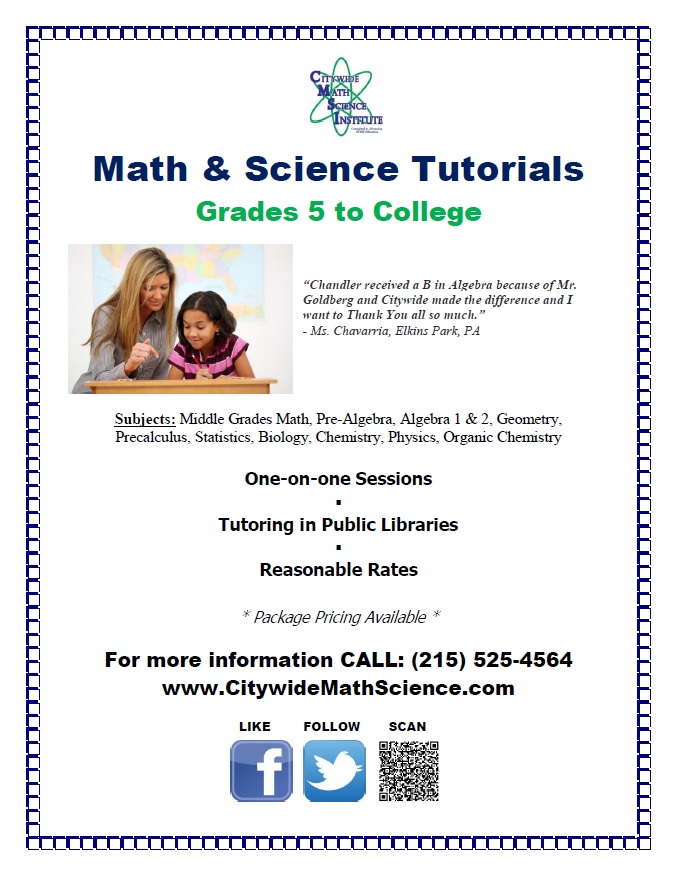 CITYWIDE
MATH
SCIENCE
INSTITUTE
Math & Science Tutorials
Grades 5 to College
“Chandler received a B in Algebra because of Mr.
Goldberg and Citywide made the difference and I
want to Thank You all so much.”
- Ms. Chavarria, Elkins Park, PA
Subjects: Middle Grades Math, Pre-Algebra, Algebra 1 & 2, Geometry,
Precalculus, Statistics, Biology, Chemistry, Physics, Organic Chemistry
One-on-one Sessions
▪
Tutoring in Public Libraries
▪
Reasonable Rates
* Package Pricing Available *
For more information CALL: (215) 525-4564
www.CitywideMathScience.com
LIKE FOLLOW SCAN
f